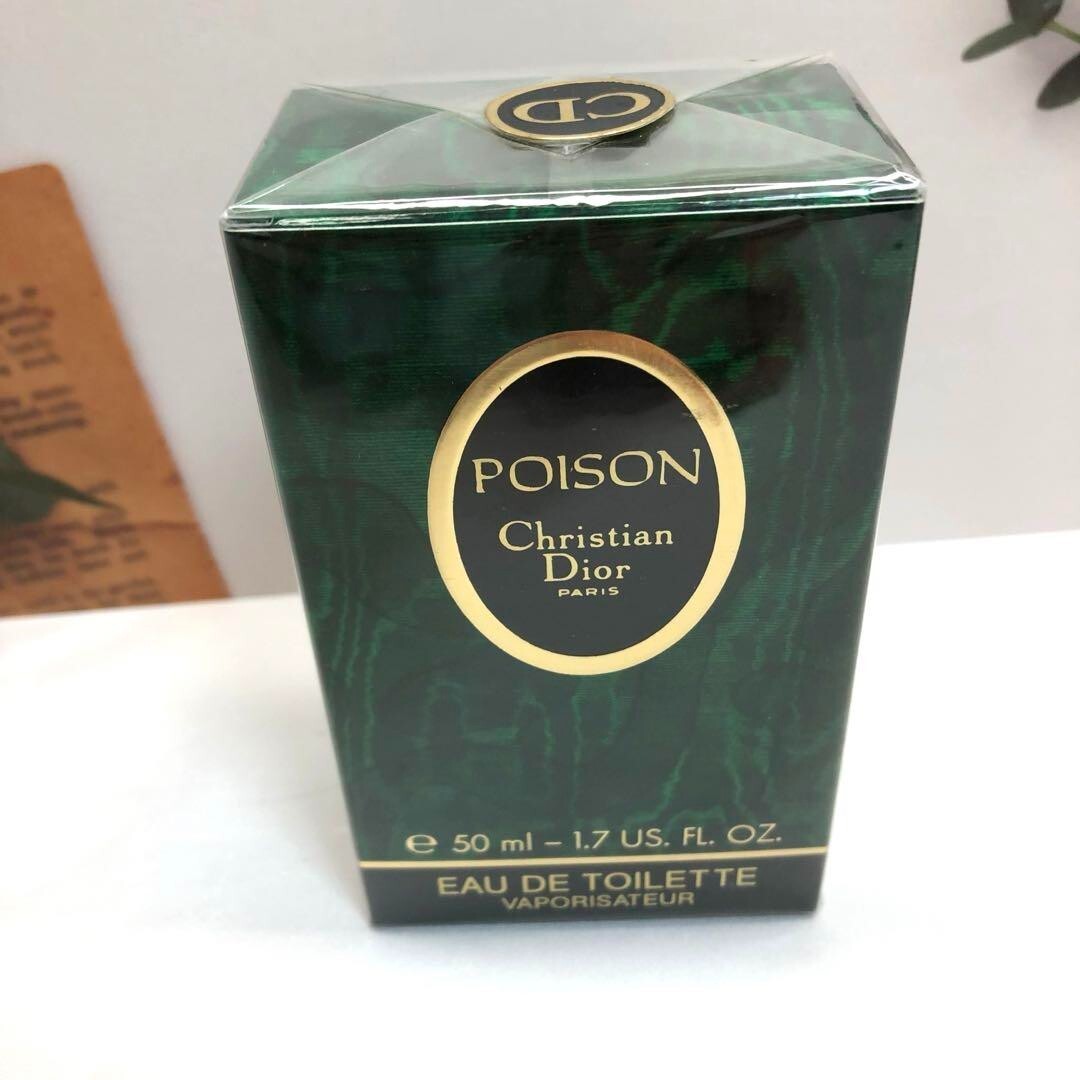 CD
POISON
Christian
Dior
PARIS
℮ 50 ml – 1.7 US. FL. OZ.
EAU DE TOILETTE
VAPORISATEUR